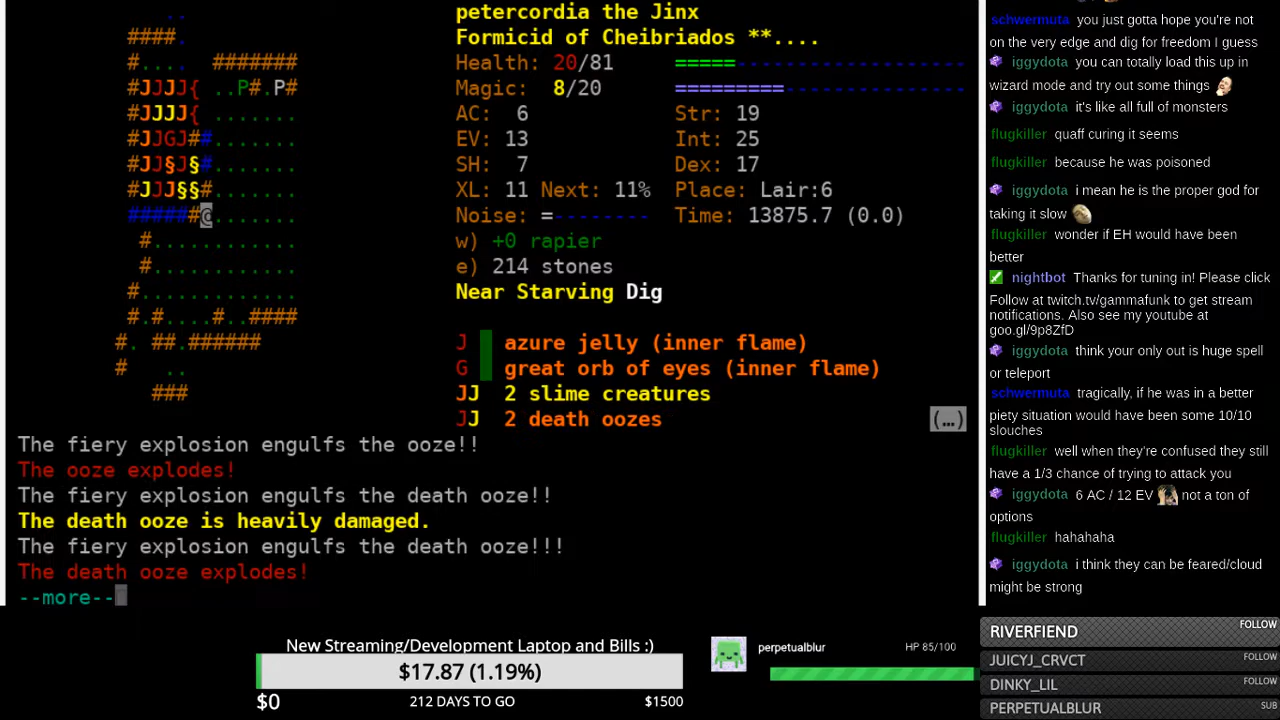 petercordia the Jinx
Formicid of Cheibriados **....
Health: 20/81 =====---------------
Magic: 8/20 =========-----------
AC: 6 Str: 19
EV: 13 Int: 25
SH: 7 Dex: 17
XL: 11 Next: 11% Place: Lair:6
Noise: =-------- Time: 13875.7 (0.0)
w) +0 rapier
e) 214 stones
Near Starving Dig
J azure jelly (inner flame)
G great orb of eyes (inner flame)
JJ 2 slime creatures
JJ 2 death oozes
(…)
..
####.
#.... #######
#JJJJ{ ..P#.P#
#JJJJ{ .......
#JJGJ##.......
#JJ§J§#.......
#JJJ§§#.......
######@.......
#............
#............
#.............
#.#....#..####
#. ##.######
# ..
###
The fiery explosion engulfs the ooze!!
The ooze explodes!
The fiery explosion engulfs the death ooze!!
The death ooze is heavily damaged.
The fiery explosion engulfs the death ooze!!!
The death ooze explodes!
--more--
schwermuta you just gotta hope you're not
on the very edge and dig for freedom I guess
iggydota you can totally load this up in
wizard mode and try out some things
iggydota it's like all full of monsters
flugkiller quaff curing it seems
flugkiller because he was poisoned
iggydota i mean he is the proper god for
taking it slow
flugkiller wonder if EH would have been
better
nightbot Thanks for tuning in! Please click
Follow at twitch.tv/gammafunk to get stream
notifications. Also see my youtube at
goo.gl/9p8ZfD
iggydota think your only out is huge spell
or teleport
schwermuta tragically, if he was in a better
piety situation would have been some 10/10
slouches
flugkiller well when they're confused they still
have a 1/3 chance of trying to attack you
iggydota 6 AC / 12 EV not a ton of
options
flugkiller hahahaha
iggydota i think they can be feared/cloud
might be strong
New Streaming/Development Laptop and Bills :)
$17.87 (1.19%)
$0 212 DAYS TO GO $1500
perpetualblur HP 85/100
RIVERFIEND FOLLOW
JUICYJ_CRVCT FOLLOW
DINKY_LIL FOLLOW
PERPETUALBLUR SUB